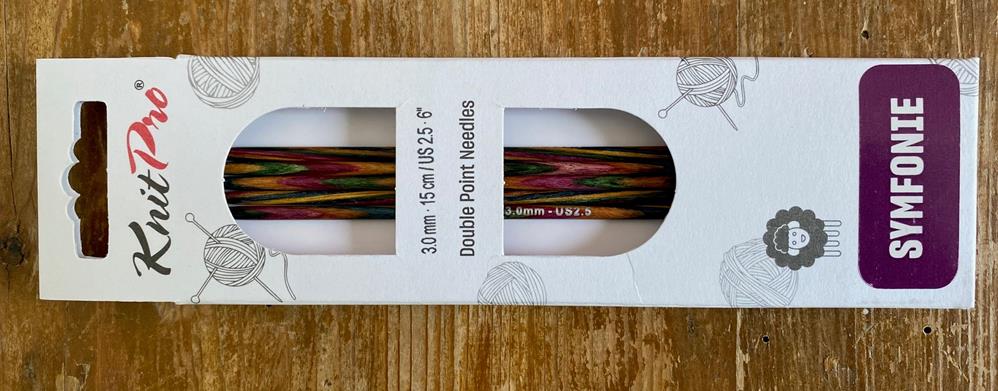 KnitPro®
3.0 mm · 15 cm / US 2.5 · 6"
Double Point Needles
3.0mm - US2.5
SYMFONIE